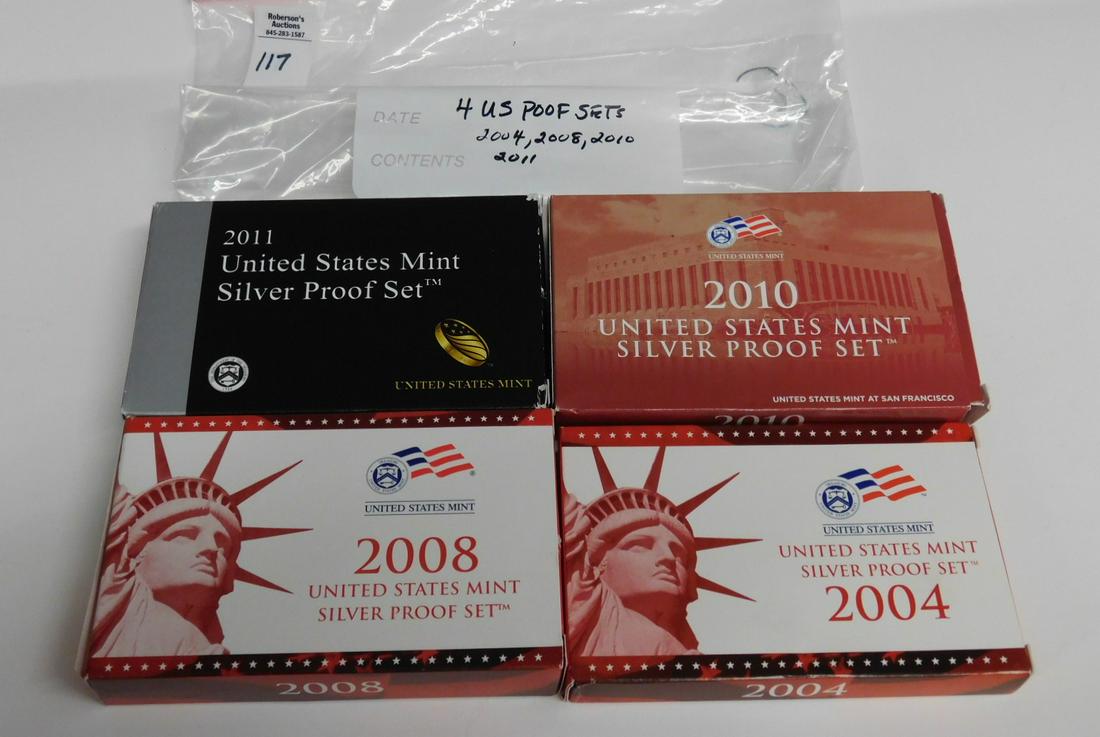 Roberson's
Auctions
845-283-1587
117
DATE
4 US POOF SETS
2004, 2008, 2010
CONTENTS
2011
2011
United States Mint
Silver Proof Set™
UNITED STATES MINT
UNITED STATES MINT
2010
UNITED STATES MINT
SILVER PROOF SET™
UNITED STATES MINT AT SAN FRANCISCO
2010
UNITED STATES MINT
2008
UNITED STATES MINT
SILVER PROOF SET™
2008
UNITED STATES MINT
UNITED STATES MINT
SILVER PROOF SET™
2004
2004